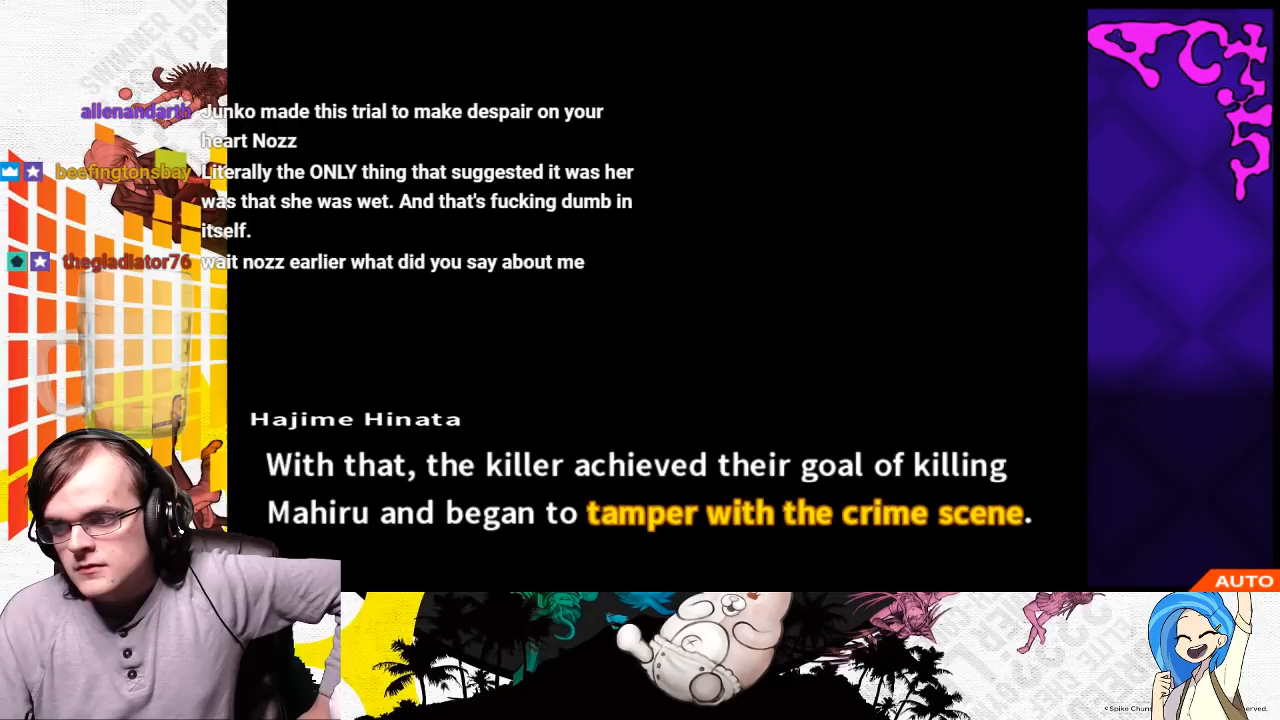 allenandarth Junko made this trial to make despair on your
heart Nozz
beefingtonsbay Literally the ONLY thing that suggested it was her
was that she was wet. And that's fucking dumb in
itself.
thegladiator76 wait nozz earlier what did you say about me
Hajime Hinata
With that, the killer achieved their goal of killing
Mahiru and began to tamper with the crime scene.
AUTO
©Spike Chun
erved.